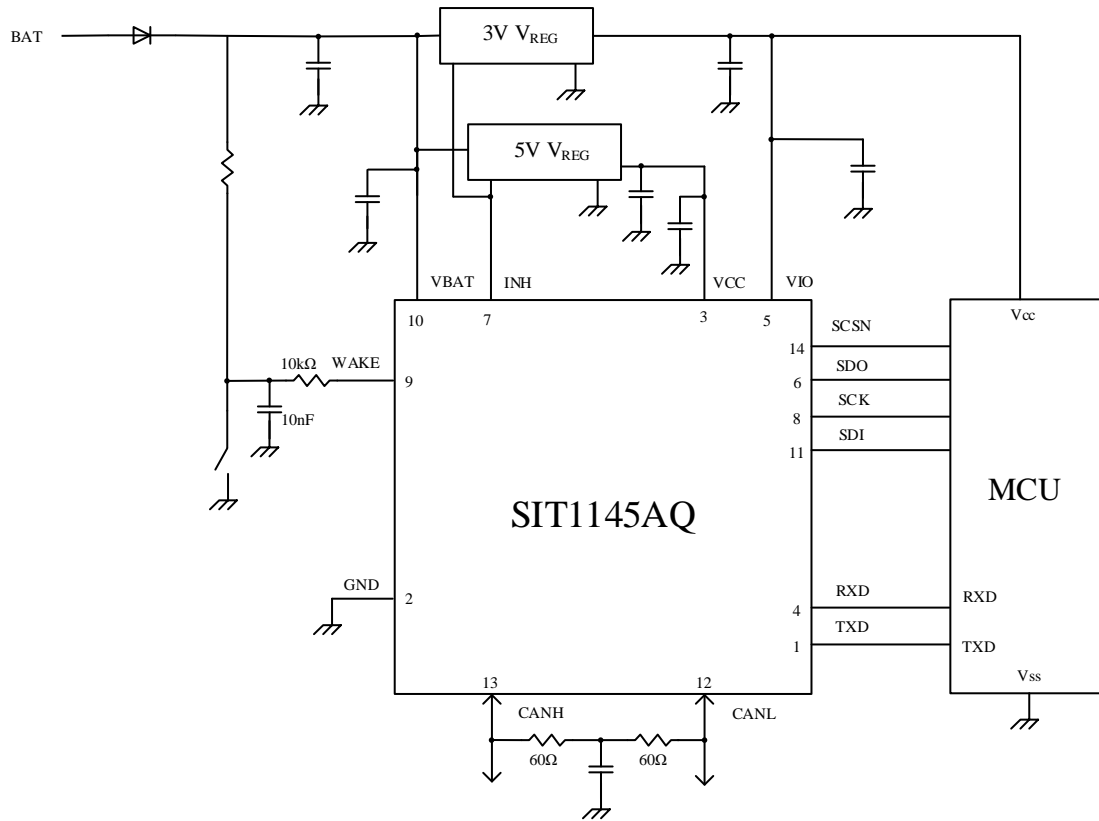 BAT
3V VREG
5V VREG
VBAT
INH
VCC
VIO
10
7
3
5
Vcc
SCSN
14
SDO
6
SCK
8
SDI
11
10kΩ
WAKE
9
10nF
SIT1145AQ
MCU
GND
2
RXD
4
RXD
TXD
1
TXD
Vss
13
12
CANH
CANL
60Ω
60Ω